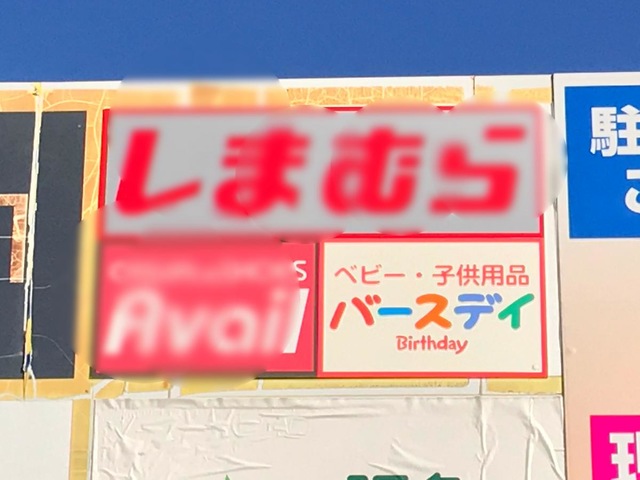 しまむら
Avail
ベビー・子供用品
バースデイ
Birthday
駐